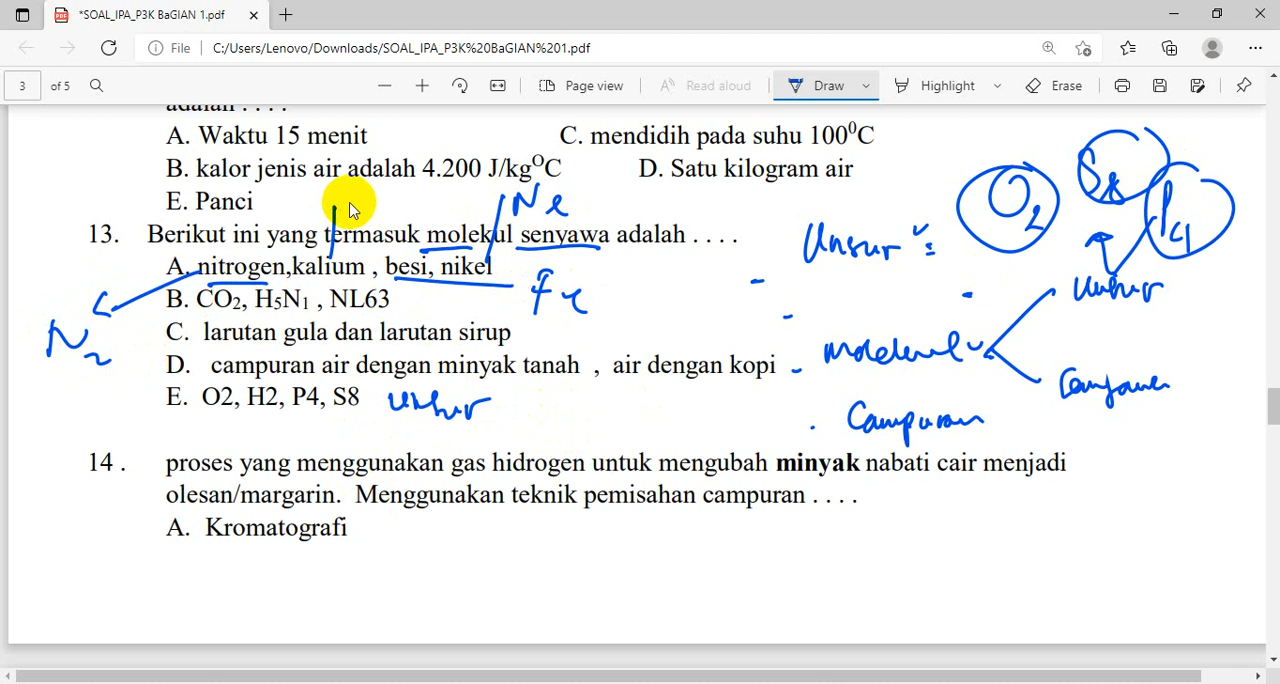 *SOAL_IPA_P3K BaGIAN 1.pdf
File C:/Users/Lenovo/Downloads/SOAL_IPA_P3K%20BaGIAN%201.pdf
3 of 5 Page view Read aloud Draw Highlight Erase
adalah . . . .
A. Waktu 15 menit C. mendidih pada suhu 100⁰C
B. kalor jenis air adalah 4.200 J/kg⁰C D. Satu kilogram air
E. Panci
13. Berikut ini yang termasuk molekul senyawa adalah . . . .
A. nitrogen,kalium , besi, nikel
B. CO₂, H₅N₁ , NL63
C. larutan gula dan larutan sirup
D. campuran air dengan minyak tanah , air dengan kopi
E. O2, H2, P4, S8
14 . proses yang menggunakan gas hidrogen untuk mengubah minyak nabati cair menjadi
olesan/margarin. Menggunakan teknik pemisahan campuran . . . .
A. Kromatografi
N₂
O₂
S₈
Unsur
Unsur
Campuran